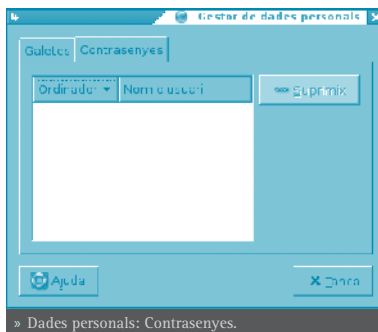 Gestor de dades personals
Galetes Contrasenyes
Ordinador Nom d'usuari
Suprimix
Ajuda
Tanca
» Dades personals: Contrasenyes.